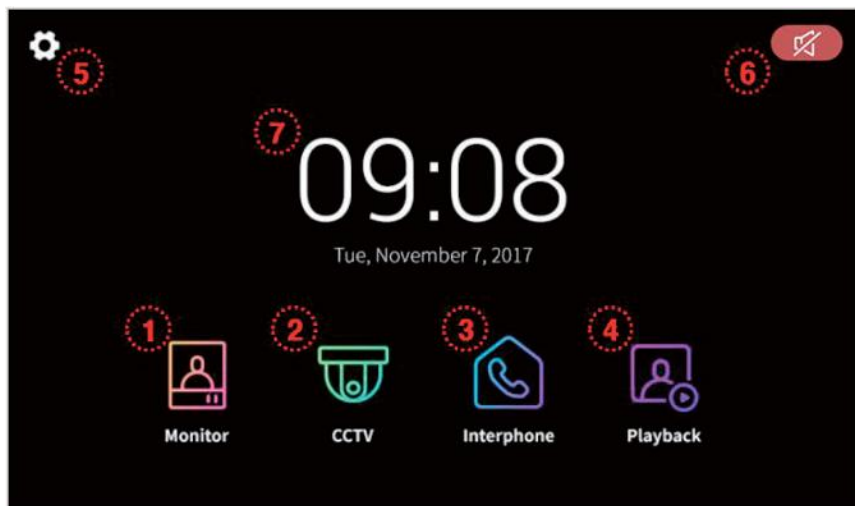 5
6
7
09:08
Tue, November 7, 2017
1 2 3 4
Monitor CCTV Interphone Playback